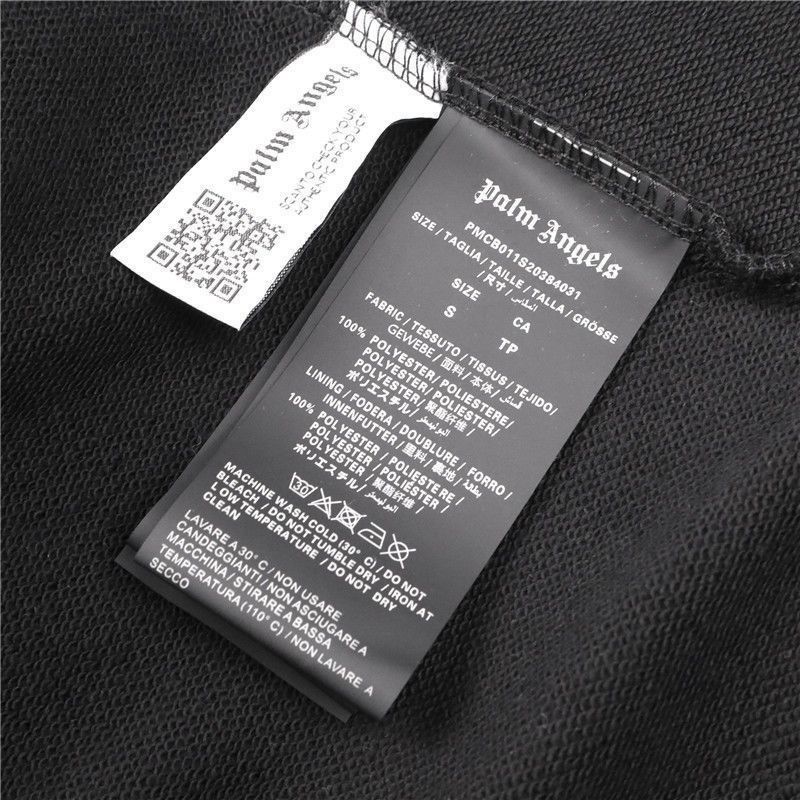 Palm Angels
SCAN TO CHECK YOUR
AUTHENTIC PRODUCT
Palm Angels
PMCB011S20384031
SIZE / TAGLIA / TAILLE / TALLA / GRÖSSE
/ 尺寸 / المقاس
SIZE CA
S TP
FABRIC / TESSUTO / TISSUS / TEJIDO/
GEWEBE / 面料 / 本体 / قماش
100% POLYESTER / POLIESTERE/
POLYESTER / POLIESTER/
POLYESTER / 聚酯纤维/
ポリエステル / البوليستر
LINING / FODERA / DOUBLURE / FORRO /
INNENFUTTER / 里料 / 裏地 / بطانة
100% POLYESTER / POLIESTERE /
POLYESTER / POLIESTER /
POLYESTER / 聚酯纤维 /
ポリエステル / البوليستر
30
MACHINE WASH COLD (30° C) / DO NOT
BLEACH / DO NOT TUMBLE DRY / IRON AT
LOW TEMPERATURE / DO NOT DRY
CLEAN
LAVARE A 30° C / NON USARE
CANDEGGIANTI / NON ASCIUGARE A
MACCHINA / STIRARE A BASSA
TEMPERATURA (110° C) / NON LAVARE A
SECCO